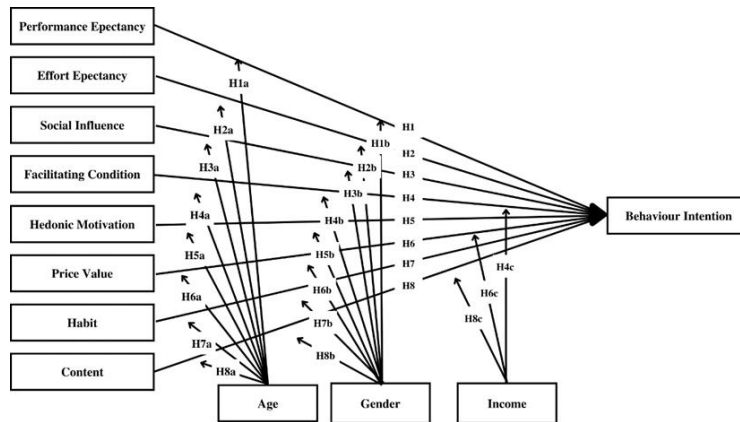 Performance Epectancy
Effort Epectancy
Social Influence
Facilitating Condition
Hedonic Motivation
Price Value
Habit
Content
H1a
H2a
H3a
H4a
H5a
H6a
H7a
H8a
H1b
H2b
H3b
H4b
H5b
H6b
H7b
H8b
H1
H2
H3
H4
H5
H6
H7
H8
H4c
H6c
H8c
Behaviour Intention
Age
Gender
Income